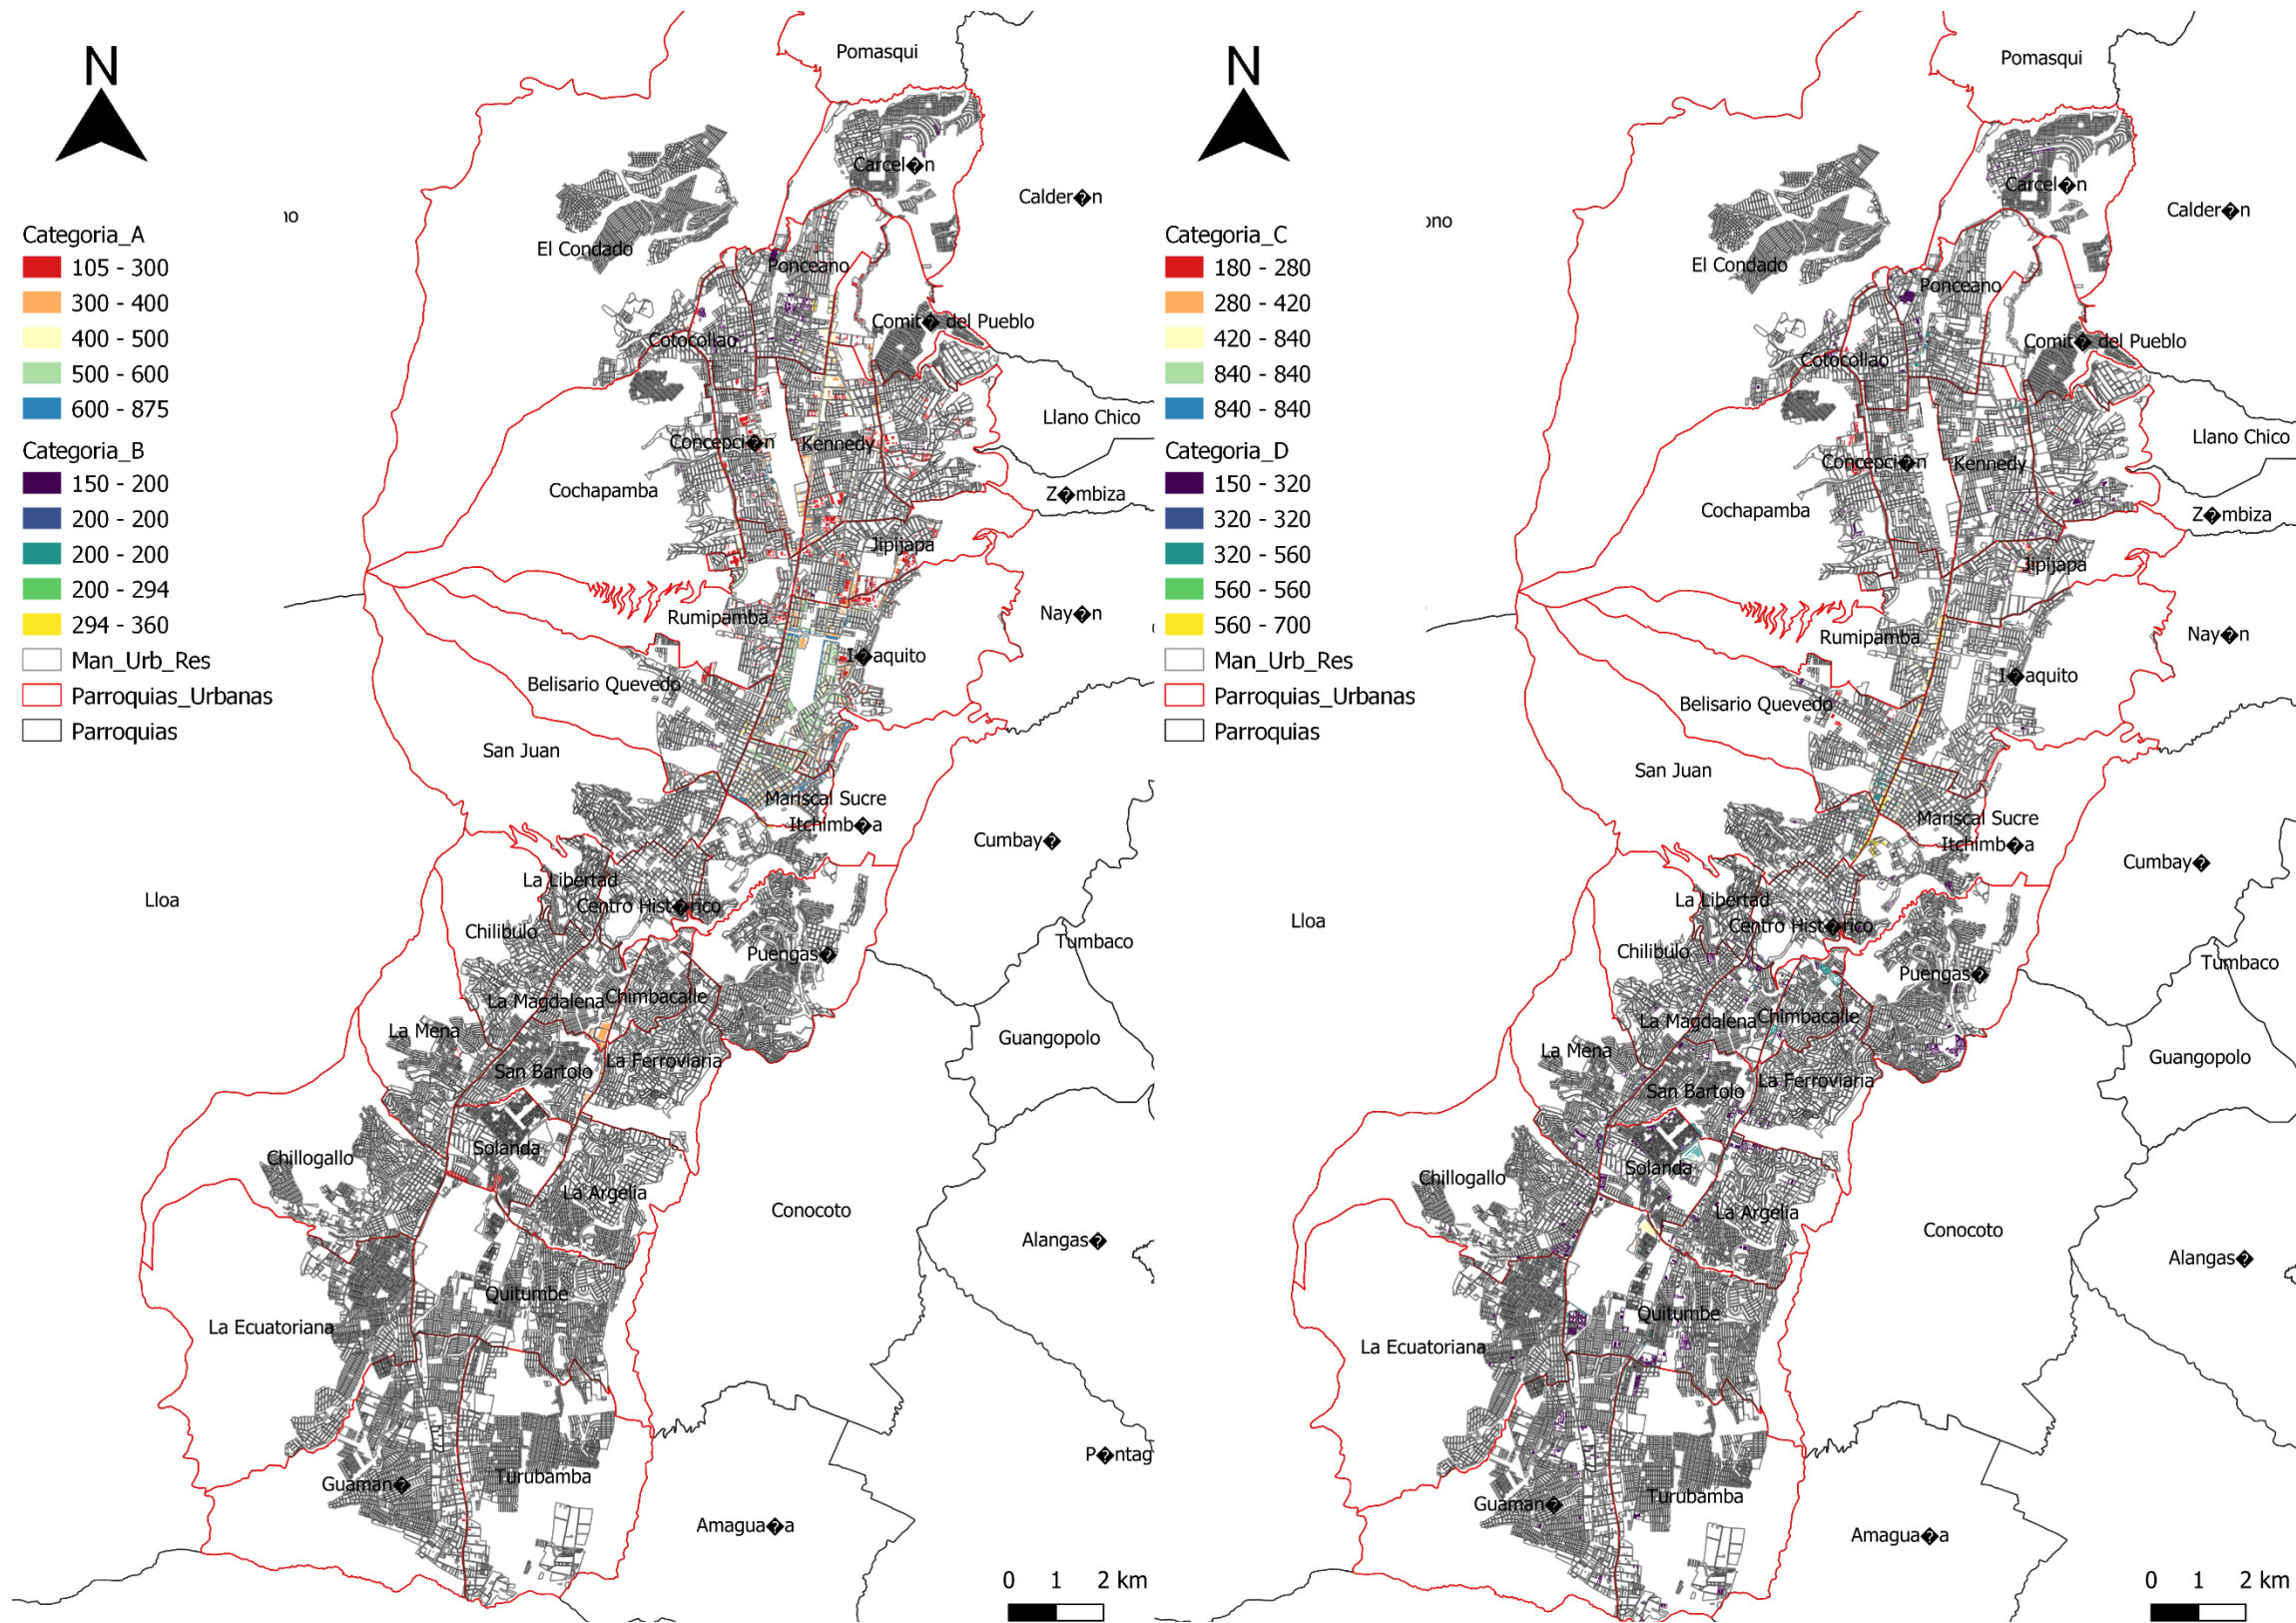 N
Categoria_A
105 - 300
300 - 400
400 - 500
500 - 600
600 - 875
Categoria_B
150 - 200
200 - 200
200 - 200
200 - 294
294 - 360
Man_Urb_Res
Parroquias_Urbanas
Parroquias
Pomasqui
Carcel�n
Calder�n
El Condado
Ponceano
Comit� del Pueblo
Cotocollao
Llano Chico
Concepci�n
Kennedy
Cochapamba
Z�mbiza
Jipijapa
Rumipamba
Nay�n
I�aquito
Belisario Quevedo
San Juan
Mariscal Sucre
Itchimb�a
Cumbay�
La Libertad
Lloa
Centro Hist�rico
Chilibulo
Tumbaco
Puengas�
La Magdalena
Chimbacalle
La Mena
Guangopolo
La Ferroviaria
San Bartolo
Solanda
Chillogallo
La Argelia
Conocoto
Alangas�
Quitumbe
La Ecuatoriana
P�ntag
Turubamba
Guaman�
Amagua�a
0 1 2 km
N
Categoria_C
180 - 280
280 - 420
420 - 840
840 - 840
840 - 840
Categoria_D
150 - 320
320 - 320
320 - 560
560 - 560
560 - 700
Man_Urb_Res
Parroquias_Urbanas
Parroquias
Pomasqui
Carcel�n
Calder�n
ono
El Condado
Ponceano
Comit� del Pueblo
Cotocollao
Llano Chico
Concepci�n
Kennedy
Cochapamba
Z�mbiza
Jipijapa
Rumipamba
Nay�n
I�aquito
Belisario Quevedo
San Juan
Mariscal Sucre
Itchimb�a
Cumbay�
La Libertad
Lloa
Centro Hist�rico
Chilibulo
Tumbaco
Puengas�
La Magdalena
Chimbacalle
La Mena
Guangopolo
La Ferroviaria
San Bartolo
Solanda
Chillogallo
La Argelia
Conocoto
Alangas�
Quitumbe
La Ecuatoriana
Turubamba
Guaman�
Amagua�a
0 1 2 km